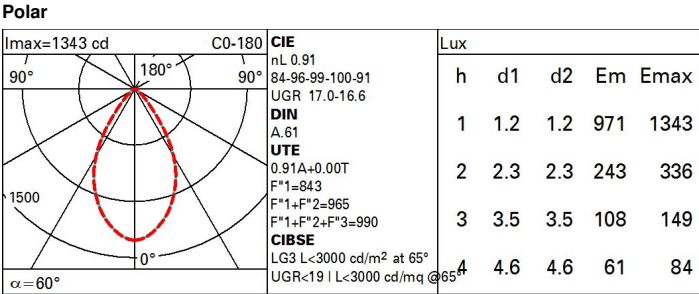 Polar
Imax=1343 cd C0-180
90° 180° 90°
1500
0°
α=60°
CIE
nL 0.91
84-96-99-100-91
UGR 17.0-16.6
DIN
A.61
UTE
0.91A+0.00T
F"1=843
F"1+F"2=965
F"1+F"2+F"3=990
CIBSE
LG3 L<3000 cd/m² at 65°
UGR<19 | L<3000 cd/mq @65°
Lux
h d1 d2 Em Emax
1 1.2 1.2 971 1343
2 2.3 2.3 243 336
3 3.5 3.5 108 149
4 4.6 4.6 61 84